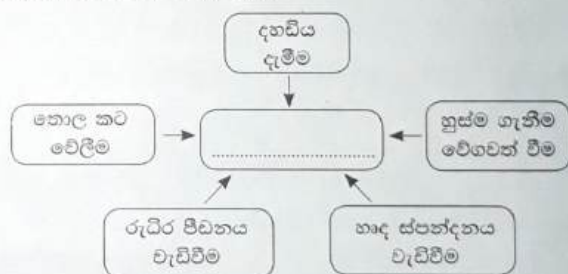 දහඩිය
දැමීම
තොල කට
වේලීම
හුස්ම ගැනීම
වේගවත් වීම
රුධිර පීඩනය
වැඩිවීම
හෘද ස්පන්දනය
වැඩිවීම